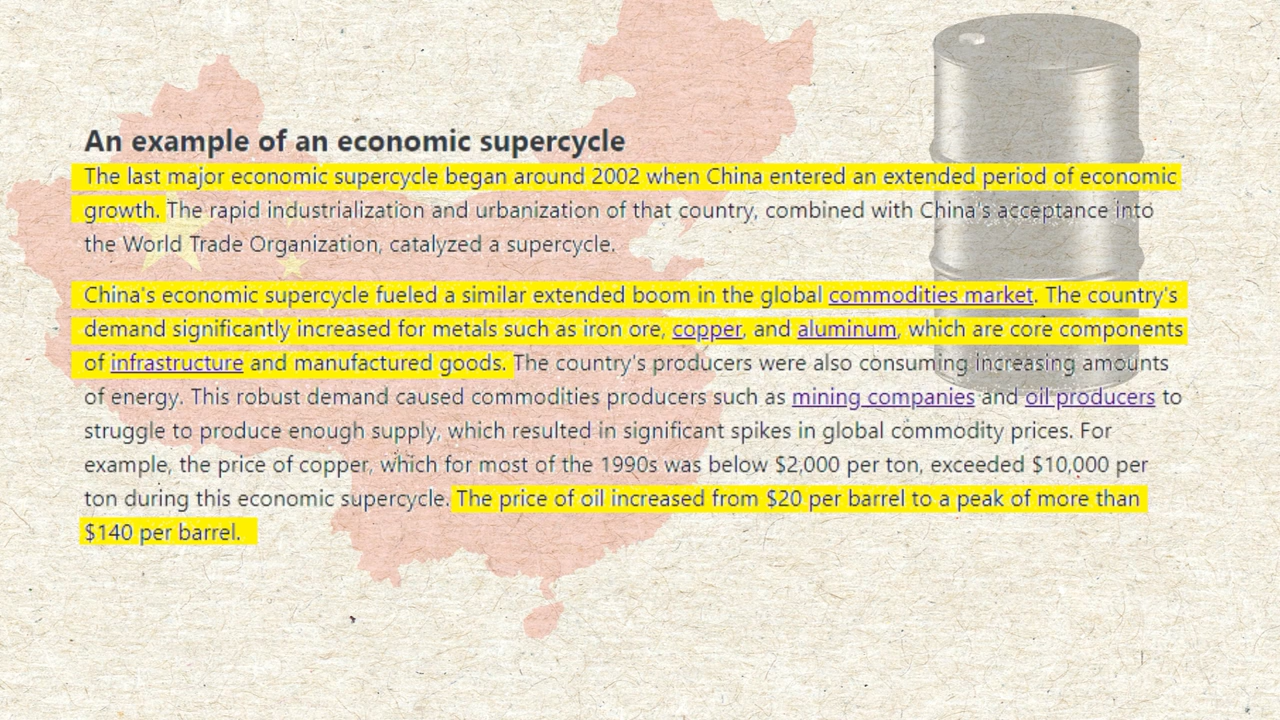 An example of an economic supercycle
The last major economic supercycle began around 2002 when China entered an extended period of economic
growth. The rapid industrialization and urbanization of that country, combined with China's acceptance into
the World Trade Organization, catalyzed a supercycle.
China's economic supercycle fueled a similar extended boom in the global commodities market. The country's
demand significantly increased for metals such as iron ore, copper, and aluminum, which are core components
of infrastructure and manufactured goods. The country's producers were also consuming increasing amounts
of energy. This robust demand caused commodities producers such as mining companies and oil producers to
struggle to produce enough supply, which resulted in significant spikes in global commodity prices. For
example, the price of copper, which for most of the 1990s was below $2,000 per ton, exceeded $10,000 per
ton during this economic supercycle. The price of oil increased from $20 per barrel to a peak of more than
$140 per barrel.